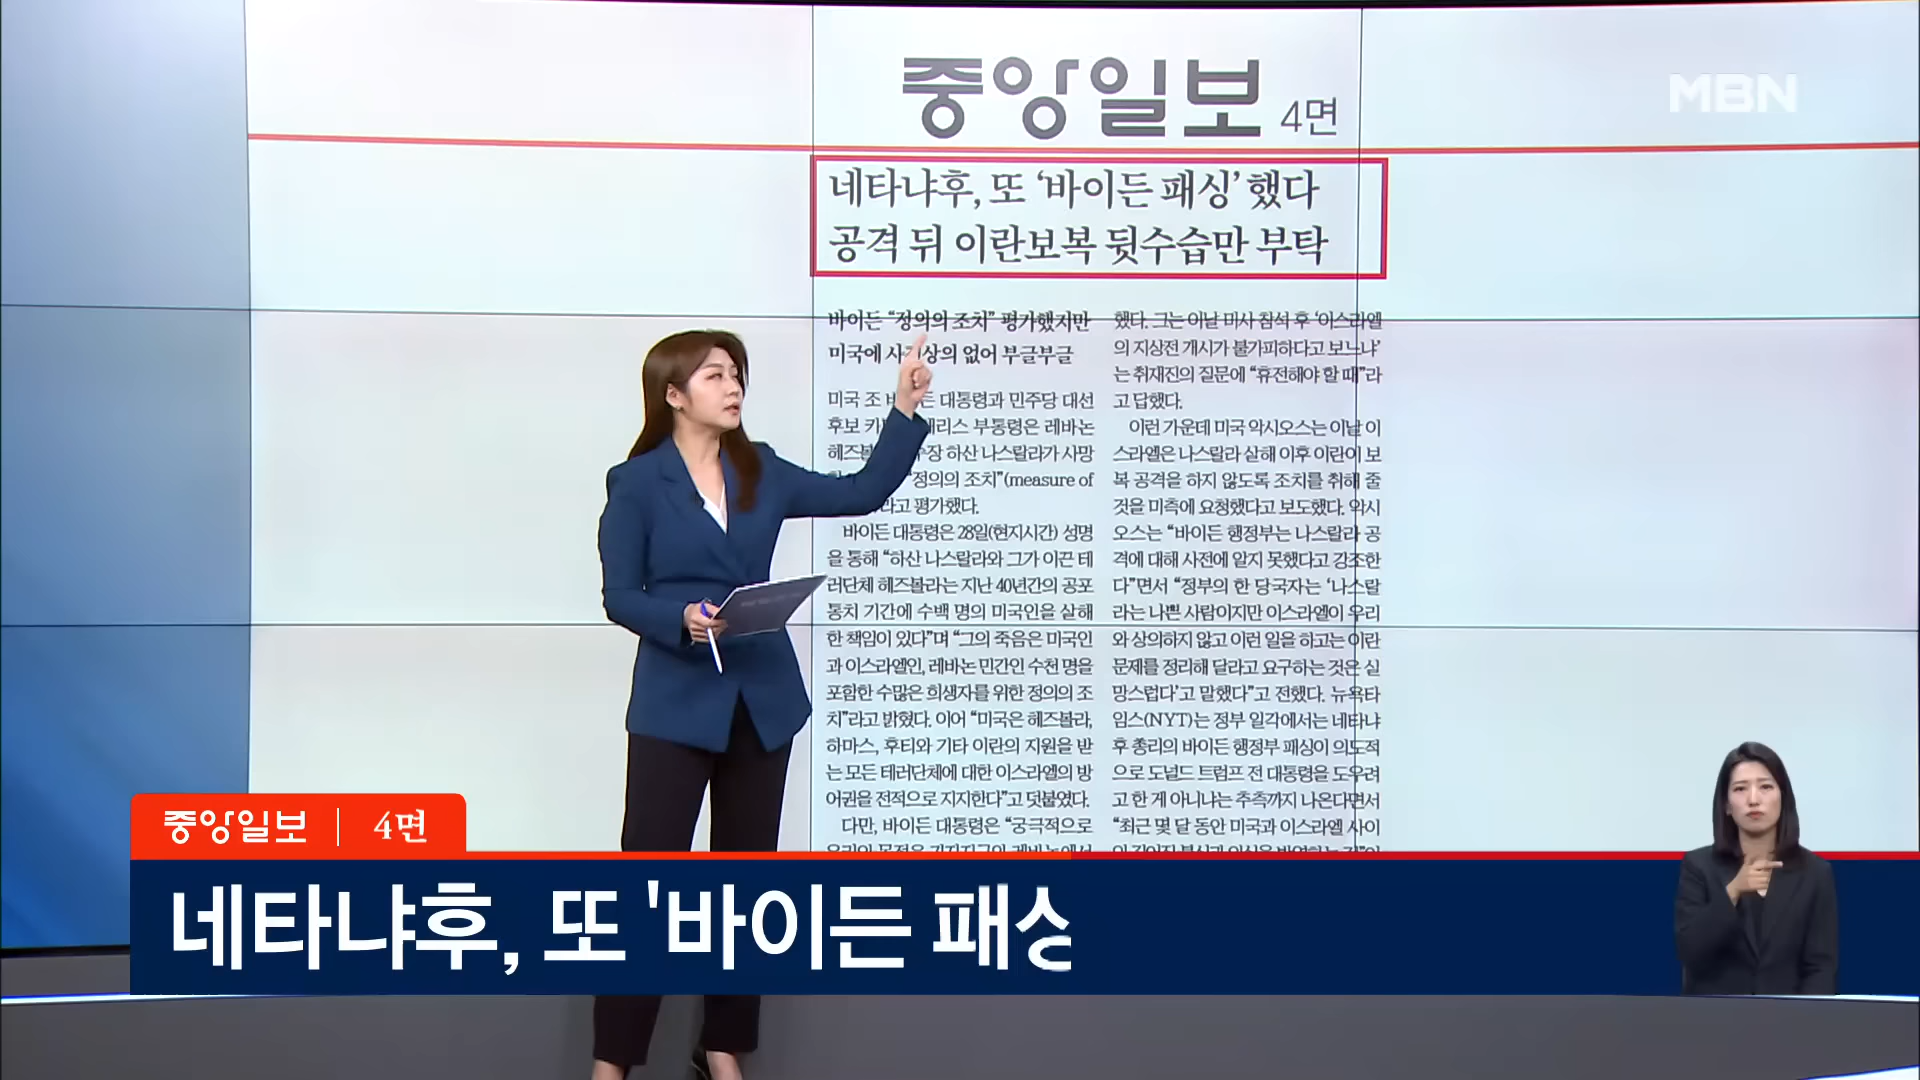 중앙일보 4면
MBN
네타냐후, 또 ‘바이든 패싱’ 했다
공격 뒤 이란보복 뒷수습만 부탁
바이든 “정의의 조치” 평가했지만
미국에 사 상의 없어 부글부글
미국 조 바 든 대통령과 민주당 대선
후보 카 해리스 부통령은 레바논
헤즈볼 수장 하산 나스랄라가 사망
“정의의 조치”(measure of
라고 평가했다.
바이든 대통령은 28일(현지시간) 성명
을 통해 “하산 나스랄라와 그가 이끈 테
러단체 헤즈볼라는 지난 40년간의 공포
통치 기간에 수백 명의 미국인을 살해
한 책임이 있다”며 “그의 죽음은 미국인
과 이스라엘인, 레바논 민간인 수천 명을
포함한 수많은 희생자를 위한 정의의 조
치”라고 밝혔다. 이어 “미국은 헤즈볼라,
하마스, 후티와 기타 이란의 지원을 받
는 모든 테러단체에 대한 이스라엘의 방
어권을 전적으로 지지한다”고 덧붙였다.
다만, 바이든 대통령은 “궁극적으로
했다. 그는 이날 미사 참석 후 ‘이스라엘
의 지상전 개시가 불가피하다고 보느냐’
는 취재진의 질문에 “휴전해야 할 때”라
고 답했다.
이런 가운데 미국 악시오스는 이날 이
스라엘은 나스랄라 살해 이후 이란이 보
복 공격을 하지 않도록 조치를 취해 줄
것을 미측에 요청했다고 보도했다. 악시
오스는 “바이든 행정부는 나스랄라 공
격에 대해 사전에 알지 못했다고 강조한
다”면서 “정부의 한 당국자는 ‘나스랄
라는 나쁜 사람이지만 이스라엘이 우리
와 상의하지 않고 이런 일을 하고는 이란
문제를 정리해 달라고 요구하는 것은 실
망스럽다’고 말했다”고 전했다. 뉴욕타
임스(NYT)는 정부 일각에서는 네타냐
후 총리의 바이든 행정부 패싱이 의도적
으로 도널드 트럼프 전 대통령을 도우려
고 한 게 아니냐는 추측까지 나온다면서
“최근 몇 달 동안 미국과 이스라엘 사이
중앙일보 | 4면
네타냐후, 또 '바이든 패싱